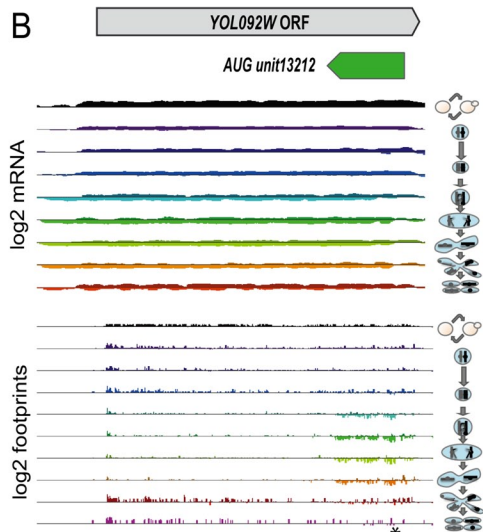 B
YOL092W ORF
AUG unit13212
log2 mRNA
log2 footprints
*